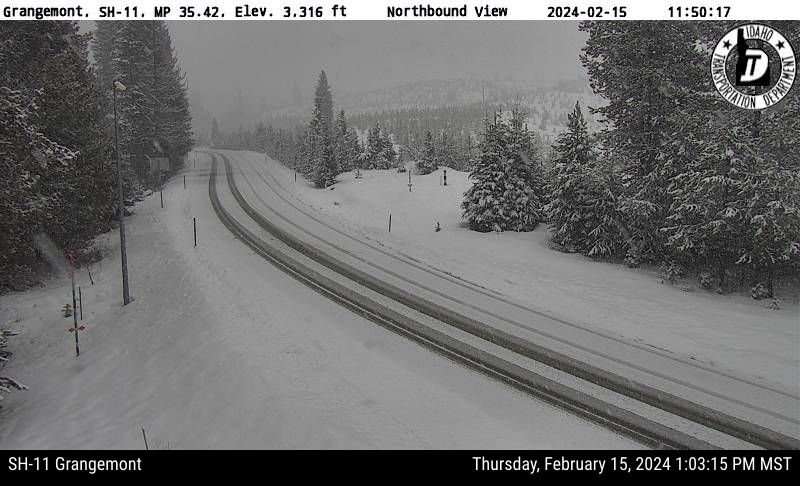 Grangemont, SH-11, MP 35.42, Elev. 3,316 ft Northbound View 2024-02-15 11:50:17
IDAHO
TRANSPORTATION DEPARTMENT
SH-11 Grangemont Thursday, February 15, 2024 1:03:15 PM MST